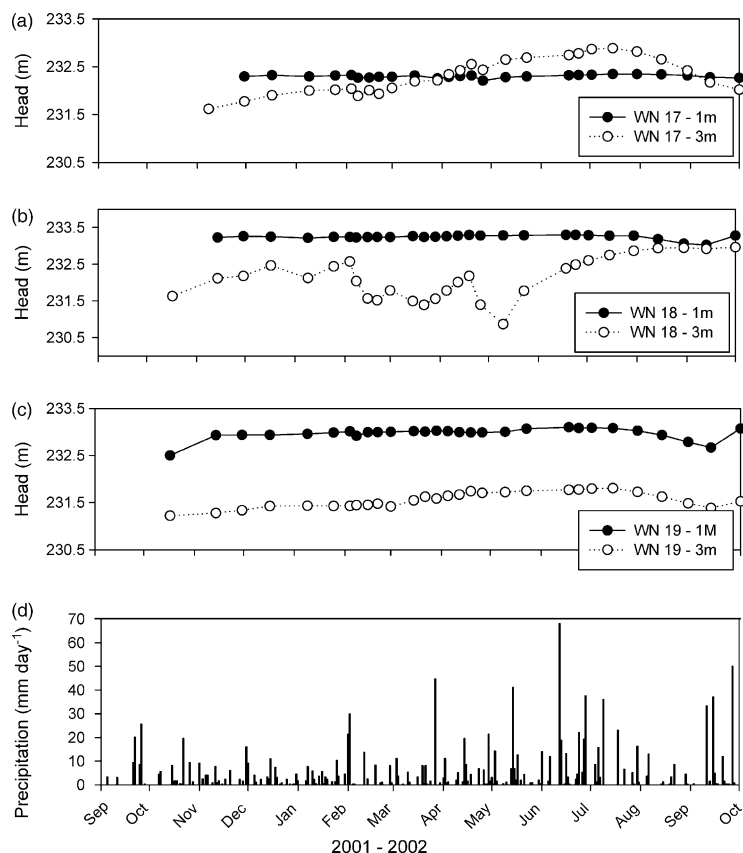 (a)
233.5
232.5
231.5
230.5
Head (m)
WN 17 - 1m
WN 17 - 3m
(b)
233.5
232.5
231.5
230.5
Head (m)
WN 18 - 1m
WN 18 - 3m
(c)
233.5
232.5
231.5
230.5
Head (m)
WN 19 - 1M
WN 19 - 3m
(d)
70
60
50
40
30
20
10
0
Precipitation (mm day⁻¹)
Sep Oct Nov Dec Jan Feb Mar Apr May Jun Jul Aug Sep Oct
2001 - 2002